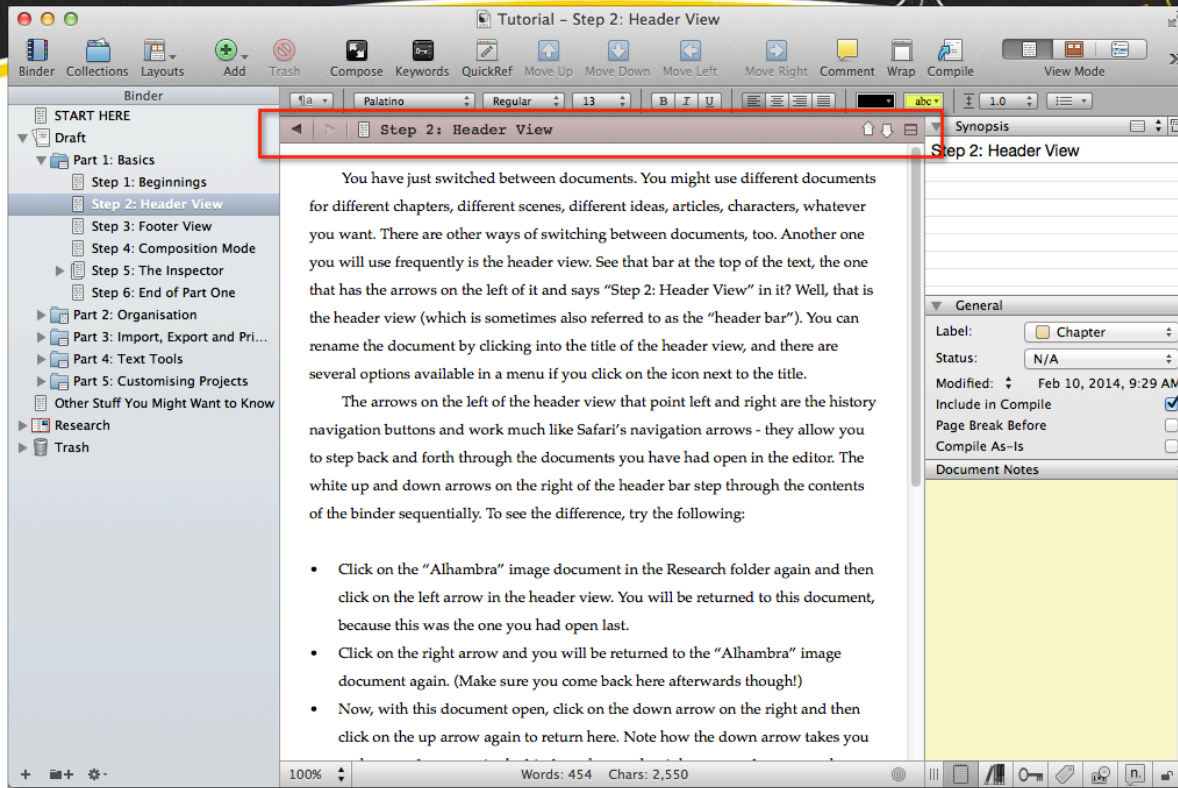 Tutorial – Step 2: Header View
Binder Collections Layouts Add Trash Compose Keywords QuickRef Move Up Move Down Move Left Move Right Comment Wrap Compile View Mode
Binder
START HERE
Draft
Part 1: Basics
Step 1: Beginnings
Step 2: Header View
Step 3: Footer View
Step 4: Composition Mode
Step 5: The Inspector
Step 6: End of Part One
Part 2: Organisation
Part 3: Import, Export and Pri...
Part 4: Text Tools
Part 5: Customising Projects
Other Stuff You Might Want to Know
Research
Trash
¶a Palatino Regular 13 B I U abc 1.0
Step 2: Header View
You have just switched between documents. You might use different documents
for different chapters, different scenes, different ideas, articles, characters, whatever
you want. There are other ways of switching between documents, too. Another one
you will use frequently is the header view. See that bar at the top of the text, the one
that has the arrows on the left of it and says “Step 2: Header View” in it? Well, that is
the header view (which is sometimes also referred to as the “header bar”). You can
rename the document by clicking into the title of the header view, and there are
several options available in a menu if you click on the icon next to the title.
The arrows on the left of the header view that point left and right are the history
navigation buttons and work much like Safari’s navigation arrows - they allow you
to step back and forth through the documents you have had open in the editor. The
white up and down arrows on the right of the header bar step through the contents
of the binder sequentially. To see the difference, try the following:
• Click on the “Alhambra” image document in the Research folder again and then
click on the left arrow in the header view. You will be returned to this document,
because this was the one you had open last.
• Click on the right arrow and you will be returned to the “Alhambra” image
document again. (Make sure you come back here afterwards though!)
• Now, with this document open, click on the down arrow on the right and then
click on the up arrow again to return here. Note how the down arrow takes you
100% Words: 454 Chars: 2,550
Synopsis
Step 2: Header View
General
Label: Chapter
Status: N/A
Modified: Feb 10, 2014, 9:29 AM
Include in Compile
Page Break Before
Compile As-Is
Document Notes
n.